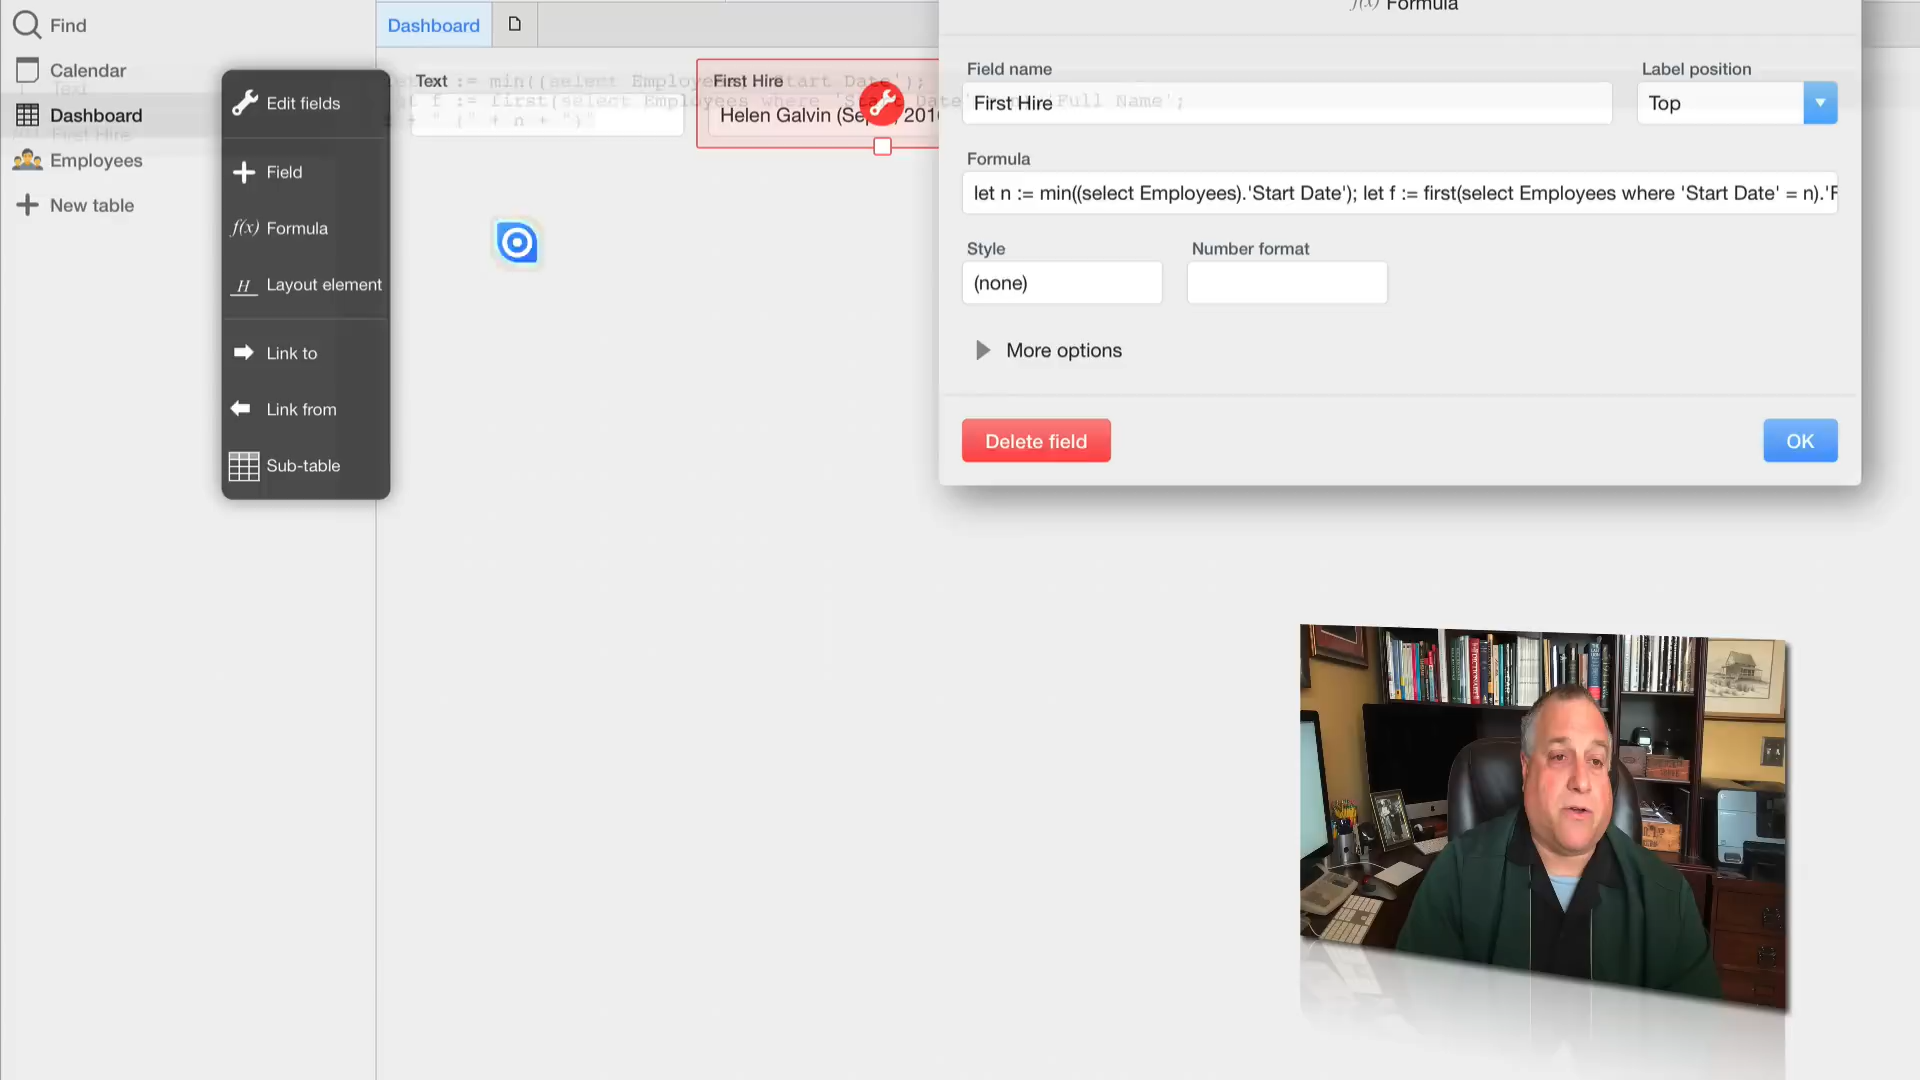 Find
Calendar
Dashboard
Employees
New table
Edit fields
Field
f(x) Formula
H Layout element
Link to
Link from
Sub-table
Dashboard
Text
First Hire
Helen Galvin (Se
201
f(x) Formula
Field name
First Hire
Label position
Top
Formula
let n := min((select Employees).'Start Date'); let f := first(select Employees where 'Start Date' = n).'F
Style
(none)
Number format
More options
Delete field
OK